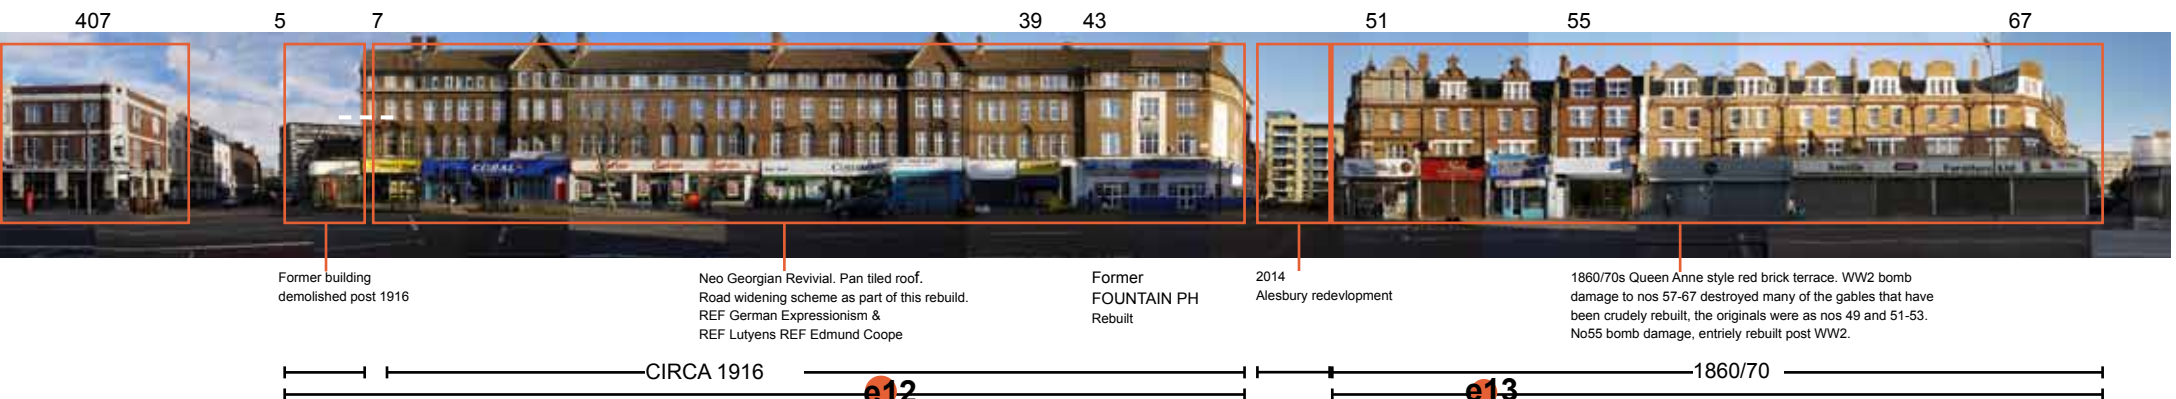 407 5 7 39 43 51 55 67
CORAL
Former building
demolished post 1916
Neo Georgian Revivial. Pan tiled roof.
Road widening scheme as part of this rebuild.
REF German Expressionism &
REF Lutyens REF Edmund Coope
Former
FOUNTAIN PH
Rebuilt
2014
Alesbury redevlopment
1860/70s Queen Anne style red brick terrace. WW2 bomb
damage to nos 57-67 destroyed many of the gables that have
been crudely rebuilt, the originals were as nos 49 and 51-53.
No55 bomb damage, entriely rebuilt post WW2.
CIRCA 1916
1860/70
e12
e13